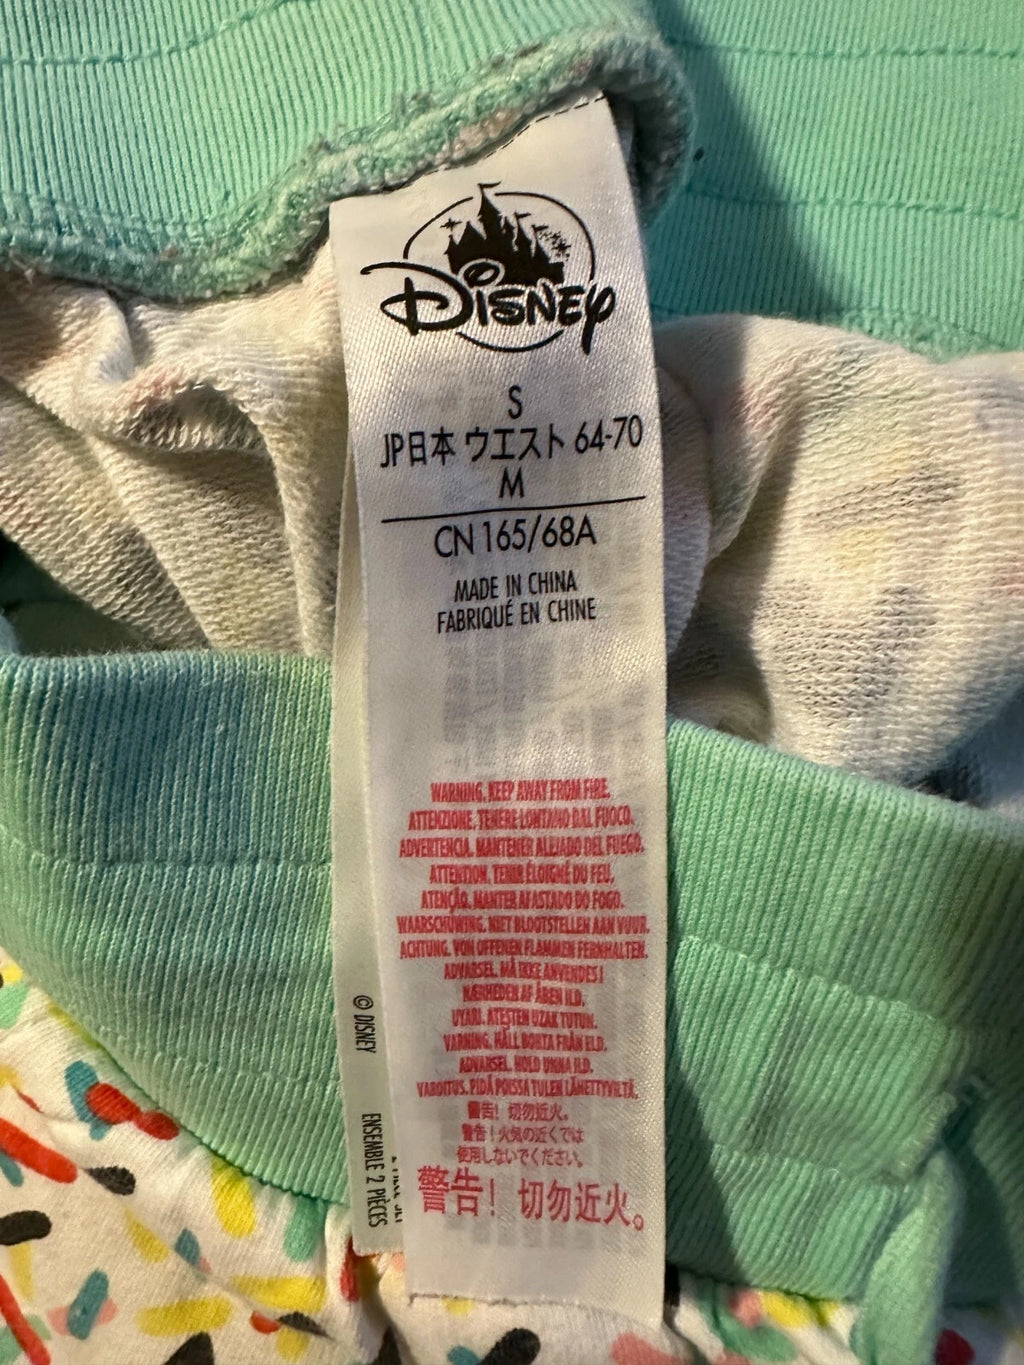 DISNEY
S
JP日本 ウエスト 64-70
M
CN 165/68A
MADE IN CHINA
FABRIQUÉ EN CHINE
WARNING. KEEP AWAY FROM FIRE.
ATTENZIONE. TENERE LONTANO DAL FUOCO.
ADVERTENCIA. MANTENER ALEJADO DEL FUEGO.
ATTENTION. TENIR ÉLOIGNÉ DU FEU.
ATENÇÃO. MANTER AFASTADO DO FOGO.
WAARSCHUWING. NIET BLOOTSTELLEN AAN VUUR.
ACHTUNG. VON OFFENEN FLAMMEN FERNHALTEN.
ADVARSEL. MÅ IKKE ANVENDES I
NÆRHEDEN AF ÅBEN ILD.
UYARI. ATEŞTEN UZAK TUTUN.
VARNING. HÅLL BORTA FRÅN ELD.
ADVARSEL. HOLD UNNA ILD.
VAROITUS. PIDÄ POISSA TULEN LÄHETTYVILTÄ.
警告！切勿近火。
警告！火気の近くでは
使用しないでください。
警告！切勿近火。
© DISNEY
ENSEMBLE 2 PIÈCES